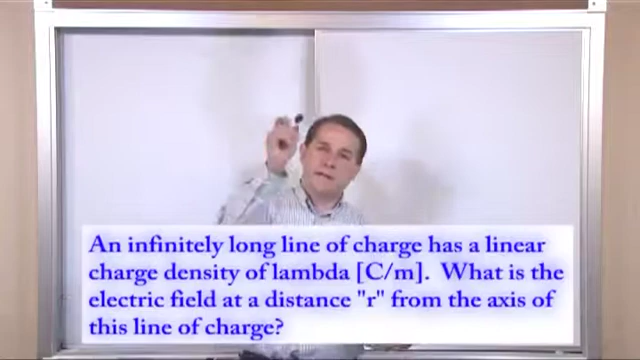 An infinitely long line of charge has a linear
charge density of lambda [C/m].  What is the
electric field at a distance "r" from the axis of
this line of charge?